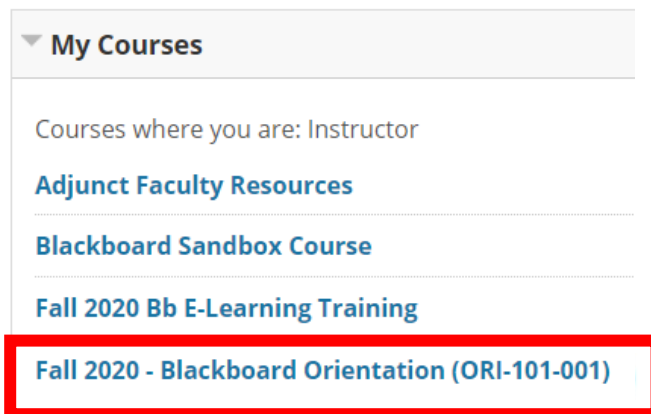 My Courses
Courses where you are: Instructor
Adjunct Faculty Resources
Blackboard Sandbox Course
Fall 2020 Bb E-Learning Training
Fall 2020 - Blackboard Orientation (ORI-101-001)